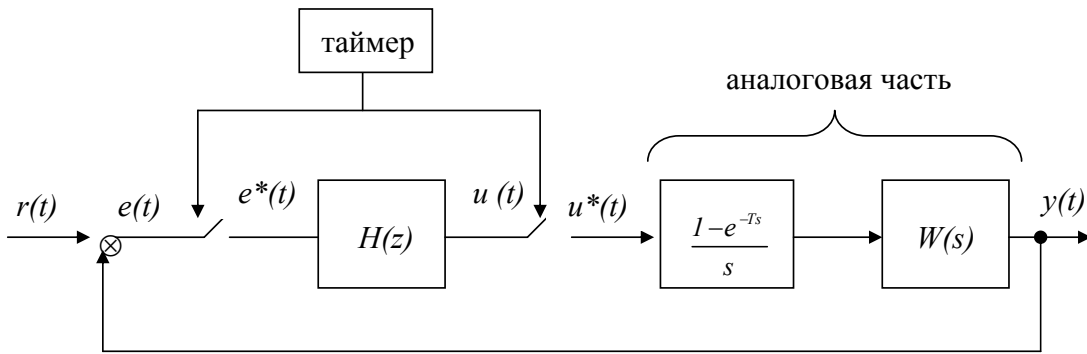 таймер
аналоговая часть
r(t)
e(t)
e*(t)
H(z)
u (t)
u*(t)
1–e^{–Ts}
s
W(s)
y(t)